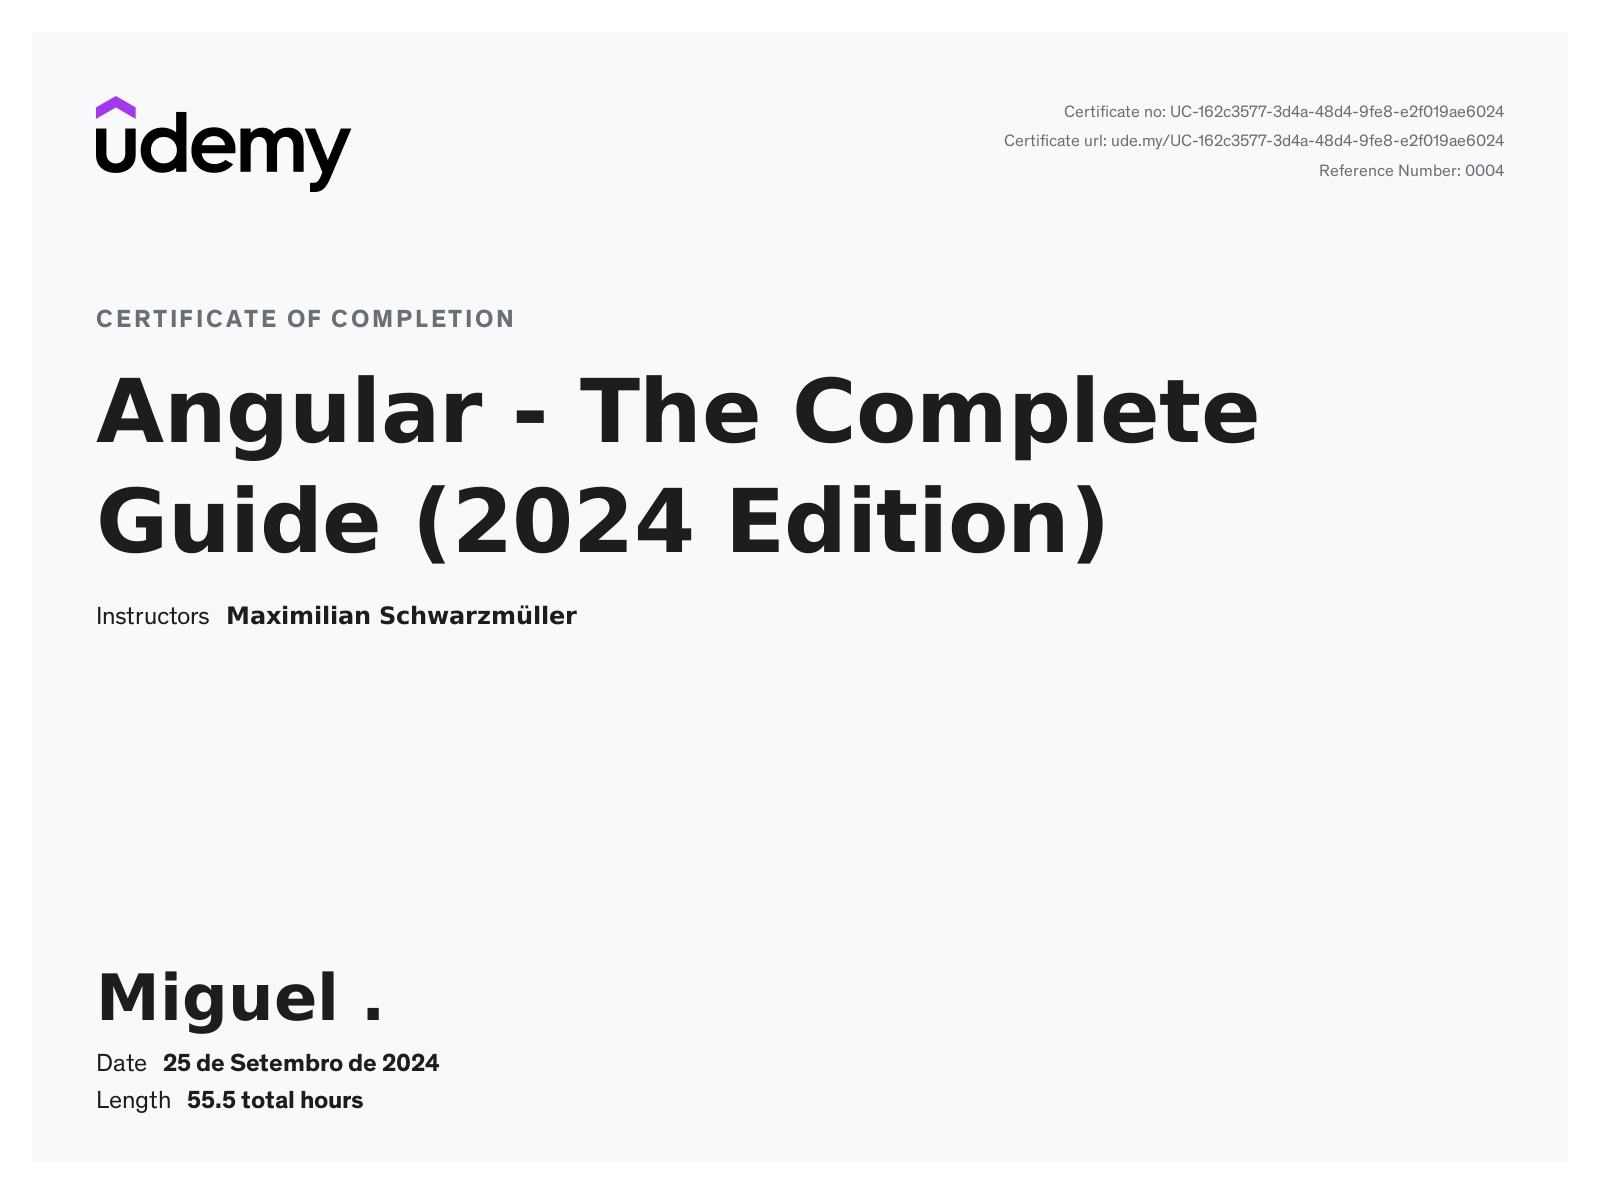 udemy
Certificate no: UC-162c3577-3d4a-48d4-9fe8-e2f019ae6024
Certificate url: ude.my/UC-162c3577-3d4a-48d4-9fe8-e2f019ae6024
Reference Number: 0004
CERTIFICATE OF COMPLETION
Angular - The Complete
Guide (2024 Edition)
Instructors Maximilian Schwarzmüller
Miguel .
Date 25 de Setembro de 2024
Length 55.5 total hours